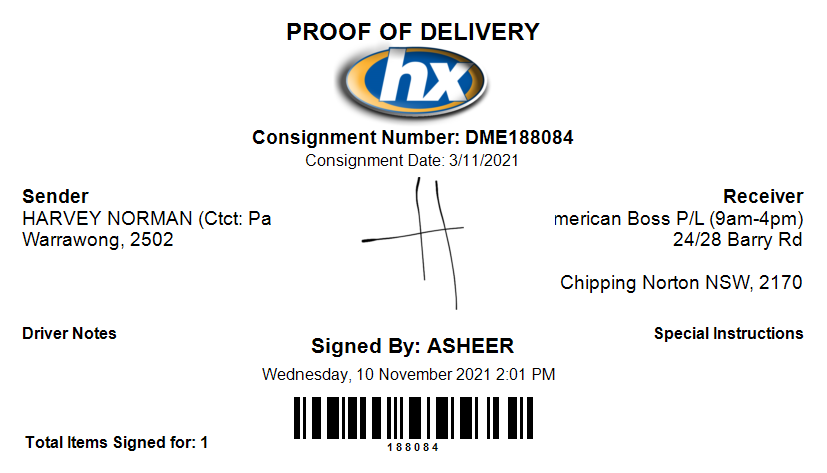 PROOF OF DELIVERY
hx
Consignment Number: DME188084
Consignment Date: 3/11/2021
Sender
HARVEY NORMAN (Ctct: Pa
Warrawong, 2502
Receiver
merican Boss P/L (9am-4pm)
24/28 Barry Rd
Chipping Norton NSW, 2170
Driver Notes
Special Instructions
Signed By: ASHEER
Wednesday, 10 November 2021 2:01 PM
188084
Total Items Signed for: 1